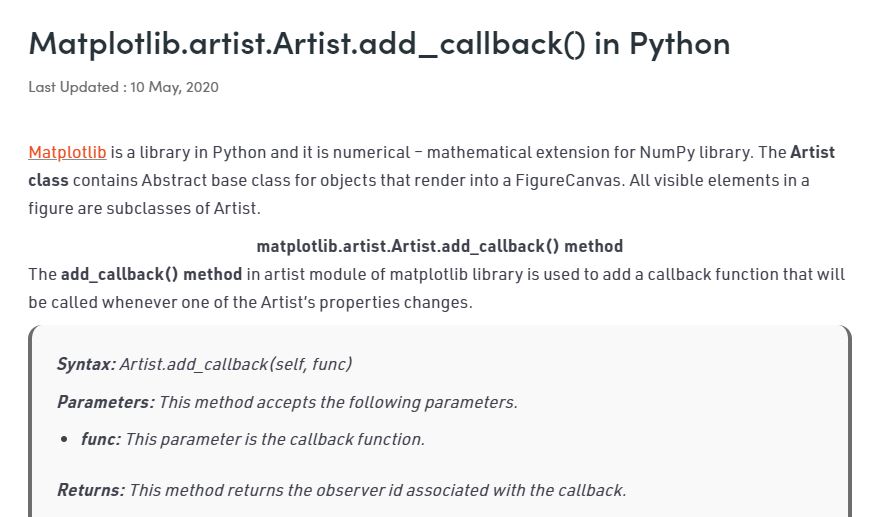 Matplotlib.artist.Artist.add_callback() in Python
Last Updated : 10 May, 2020
Matplotlib is a library in Python and it is numerical – mathematical extension for NumPy library. The Artist
class contains Abstract base class for objects that render into a FigureCanvas. All visible elements in a
figure are subclasses of Artist.
matplotlib.artist.Artist.add_callback() method
The add_callback() method in artist module of matplotlib library is used to add a callback function that will
be called whenever one of the Artist's properties changes.
Syntax: Artist.add_callback(self, func)
Parameters: This method accepts the following parameters.
• func: This parameter is the callback function.
Returns: This method returns the observer id associated with the callback.